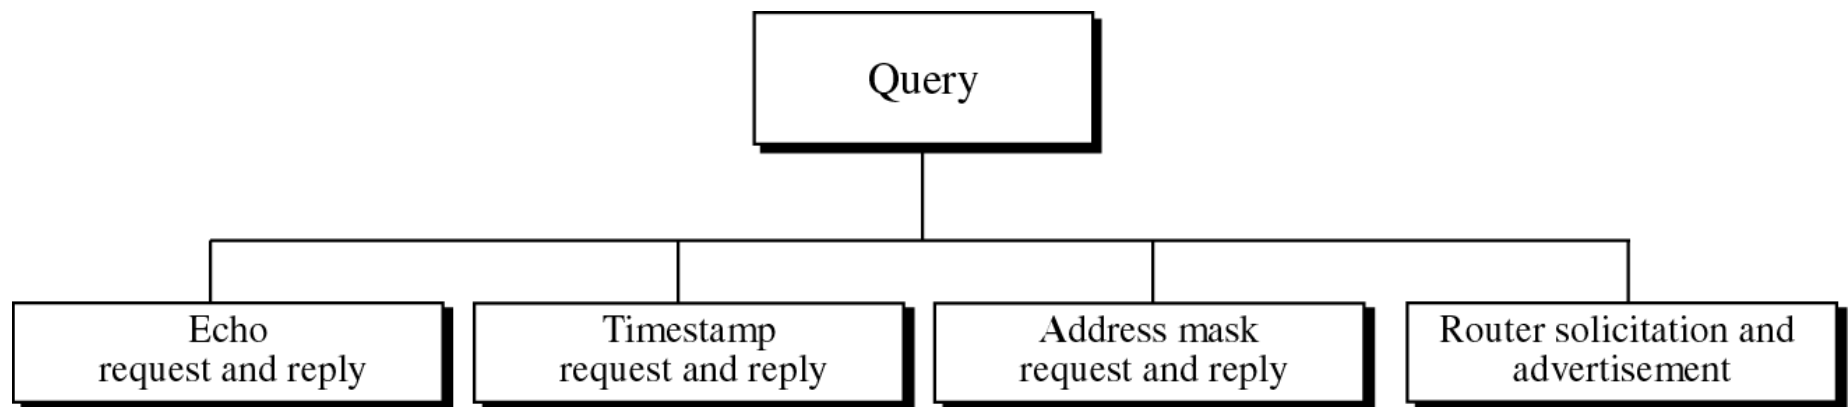 Query
Echo
request and reply
Timestamp
request and reply
Address mask
request and reply
Router solicitation and
advertisement